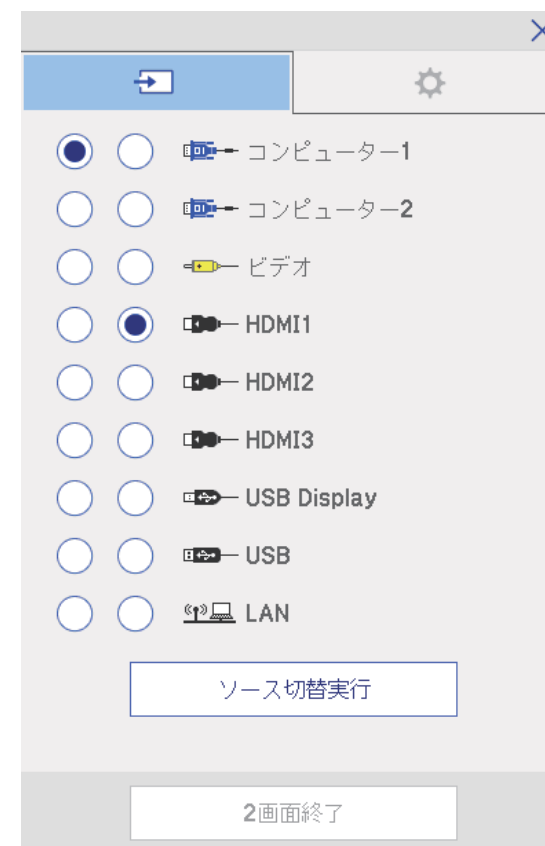 コンピューター1
コンピューター2
ビデオ
HDMI1
HDMI2
HDMI3
USB Display
USB
LAN
ソース切替実行
2画面終了